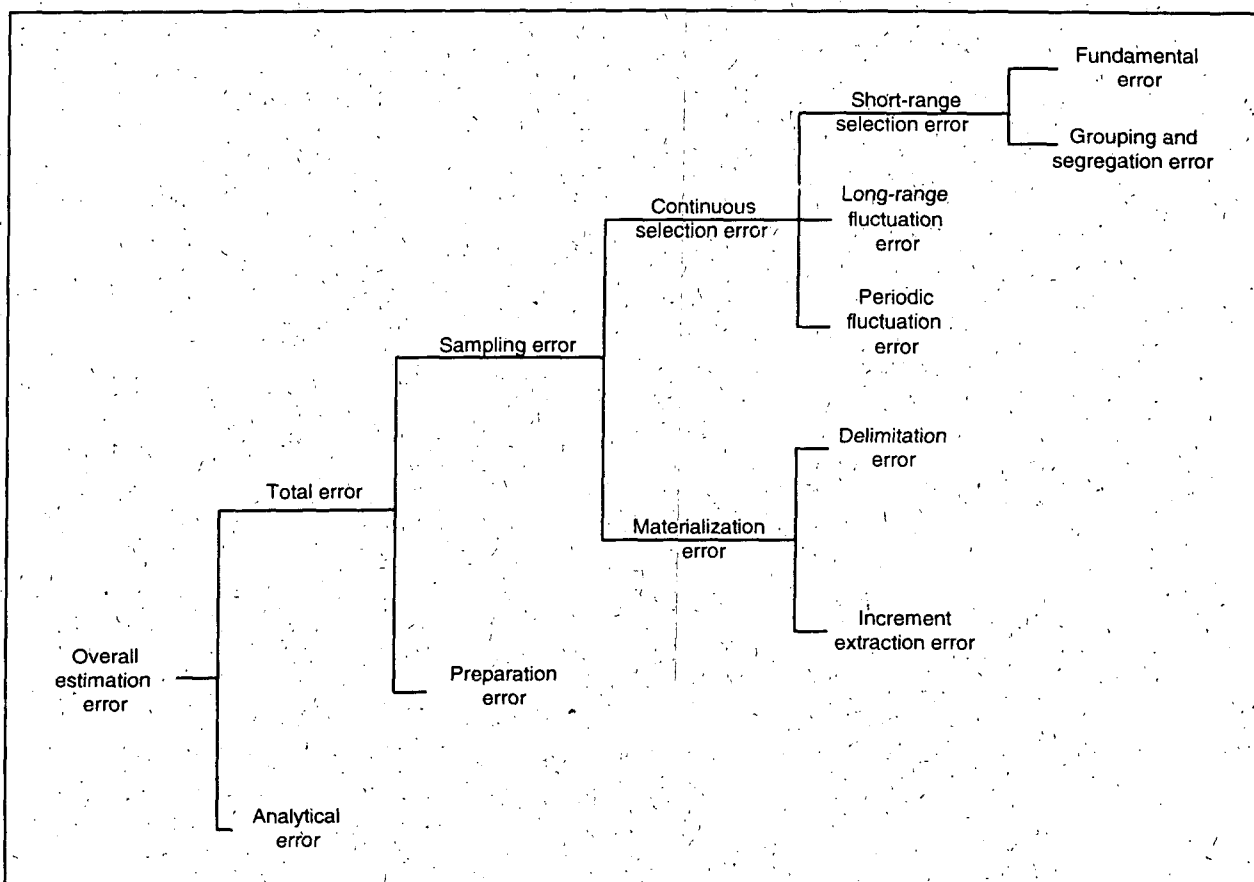 Fundamental
error
Short-range
selection error
Grouping and
segregation error
Continuous
selection error
Long-range
fluctuation
error
Periodic
fluctuation
error
Sampling error
Delimitation
error
Total error
Materialization
error
Increment
extraction error
Overall
estimation
error
Preparation
error
Analytical
error